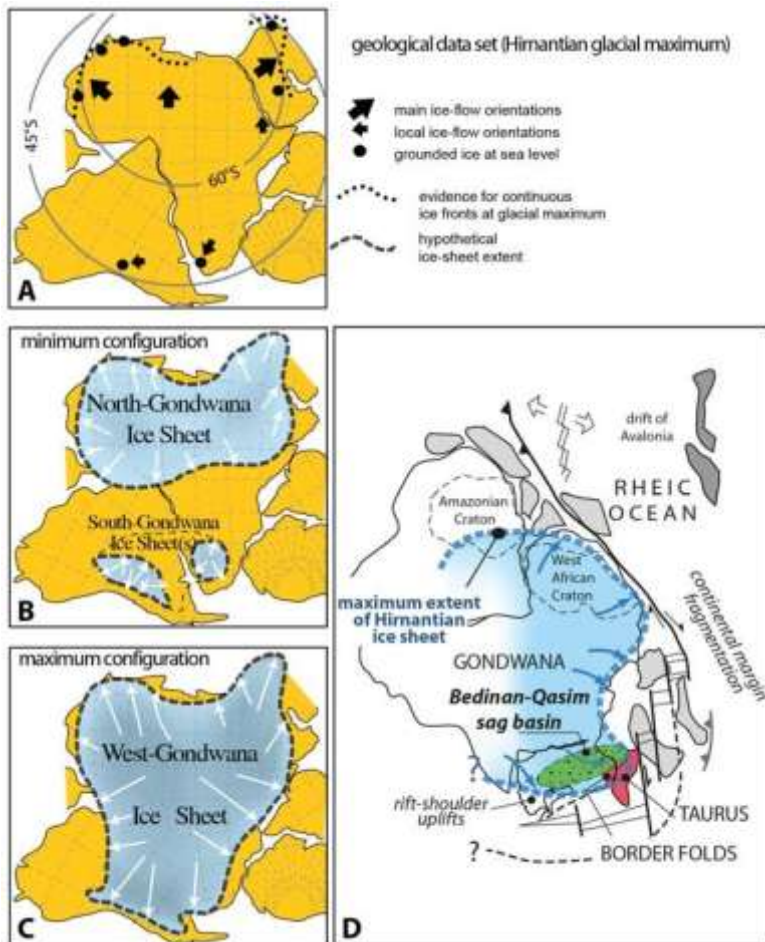 geological data set (Hirnantian glacial maximum)
main ice-flow orientations
local ice-flow orientations
grounded ice at sea level
evidence for continuous
ice fronts at glacial maximum
hypothetical
ice-sheet extent
45°S
60°S
A
minimum configuration
North-Gondwana
Ice Sheet
South-Gondwana
Ice Sheet(s)
B
maximum configuration
West-Gondwana
Ice Sheet
C
drift of
Avalonia
RHEIC
OCEAN
Amazonian
Craton
West
African
Craton
maximum extent
of Hirnantian
ice sheet
continental margin
fragmentation
GONDWANA
Bedinan-Qasim
sag basin
?
rift-shoulder
uplifts
TAURUS
BORDER FOLDS
?
D